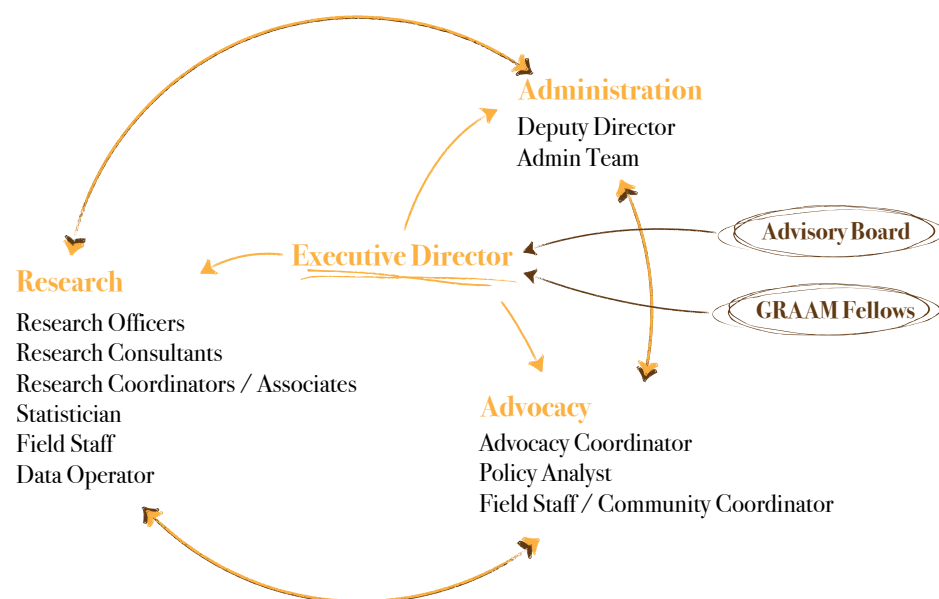 Administration
Deputy Director
Admin Team
Advisory Board
Executive Director
GRAAM Fellows
Research
Research Officers
Research Consultants
Research Coordinators / Associates
Statistician
Field Staff
Data Operator
Advocacy
Advocacy Coordinator
Policy Analyst
Field Staff / Community Coordinator